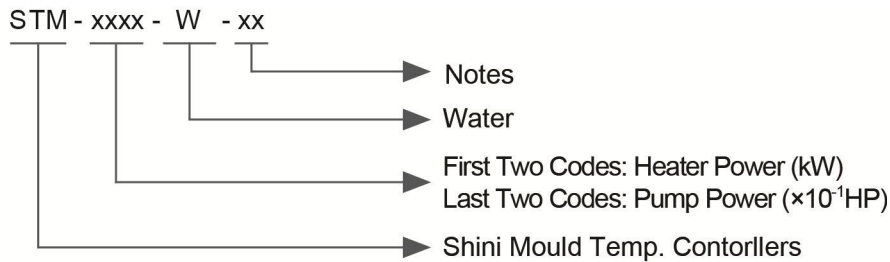 STM - xxxx - W - xx
Notes
Water
First Two Codes: Heater Power (kW)
Last Two Codes: Pump Power (×10⁻¹HP)
Shini Mould Temp. Contorllers